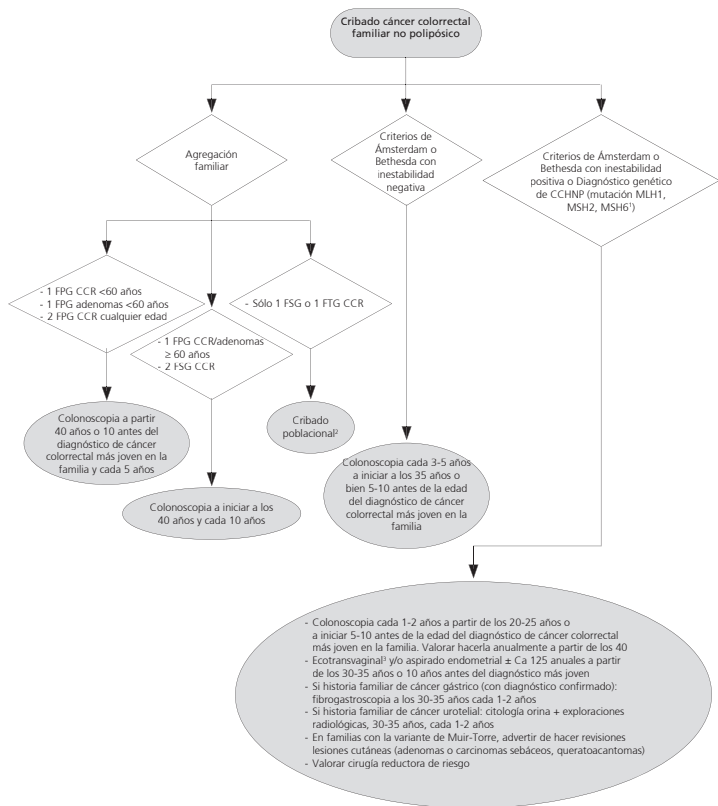 Cribado cáncer colorrectal
familiar no polipósico
Agregación
familiar
Criterios de
Ámsterdam o
Bethesda con
inestabilidad
negativa
Criterios de Ámsterdam o
Bethesda con inestabilidad
positiva o Diagnóstico genético
de CCHNP (mutación MLH1,
MSH2, MSH6¹)
- 1 FPG CCR <60 años
- 1 FPG adenomas <60 años
- 2 FPG CCR cualquier edad
- 1 FPG CCR/adenomas
≥ 60 años
- 2 FSG CCR
- Sólo 1 FSG o 1 FTG CCR
Colonoscopia a partir
40 años o 10 antes del
diagnóstico de cáncer
colorrectal más joven en la
familia y cada 5 años
Colonoscopia a iniciar a los
40 años y cada 10 años
Cribado
poblacional²
Colonoscopia cada 3-5 años
a iniciar a los 35 años o
bien 5-10 antes de la edad
del diagnóstico de cáncer
colorrectal más joven en la
familia
- Colonoscopia cada 1-2 años a partir de los 20-25 años o
a iniciar 5-10 antes de la edad del diagnóstico de cáncer colorrectal
más joven en la familia. Valorar hacerla anualmente a partir de los 40
- Ecotransvaginal³ y/o aspirado endometrial ± Ca 125 anuales a partir
de los 30-35 años o 10 años antes del diagnóstico más joven
- Si historia familiar de cáncer gástrico (con diagnóstico confirmado):
fibrogastroscopia a los 30-35 años cada 1-2 años
- Si historia familiar de cáncer urotelial: citología orina + exploraciones
radiológicas, 30-35 años, cada 1-2 años
- En familias con la variante de Muir-Torre, advertir de hacer revisiones
lesiones cutáneas (adenomas o carcinomas sebáceos, queratoacantomas)
- Valorar cirugía reductora de riesgo